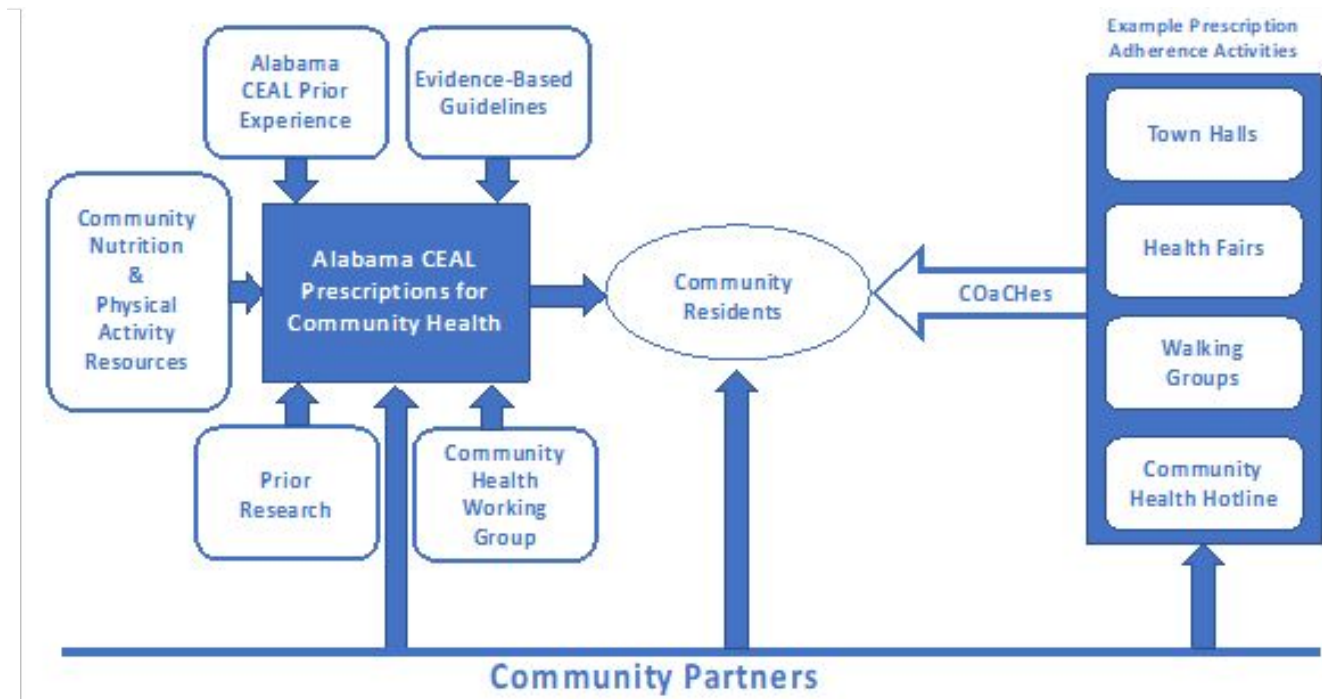 Example Prescription
Adherence Activities
Alabama
CEAL Prior
Experience
Evidence-Based
Guidelines
Town Halls
Community
Nutrition
&
Physical
Activity
Resources
Alabama CEAL
Prescriptions for
Community Health
Community
Residents
COaCHes
Health Fairs
Walking
Groups
Prior
Research
Community
Health
Working
Group
Community
Health Hotline
Community Partners